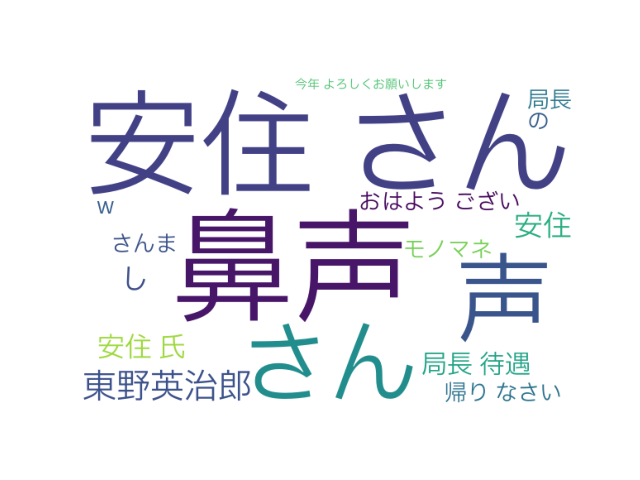 今年 よろしくお願いします
安住 さん
局長
の
おはよう ござい
w
鼻声
安住
さんま
モノマネ
し
声
さん
安住 氏
局長 待遇
東野英治郎
帰り なさい